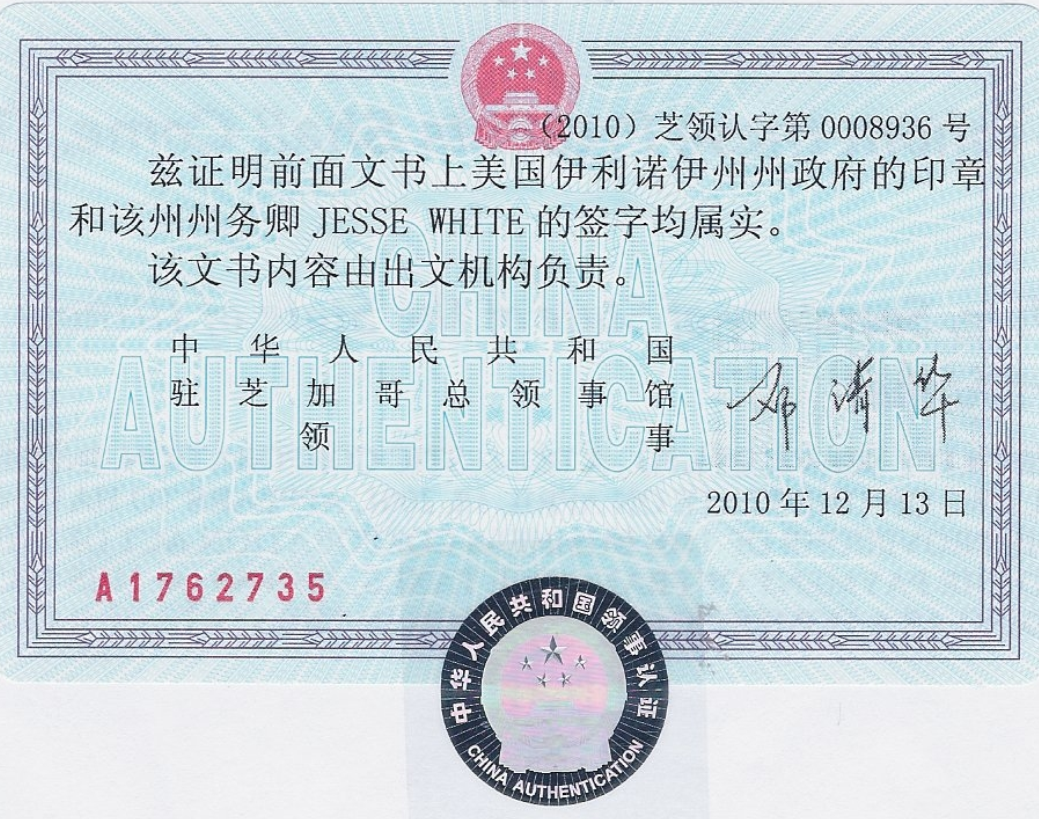 （2010）芝领认字第 0008936 号
兹证明前面文书上美国伊利诺伊州州政府的印章
和该州州务卿 JESSE WHITE 的签字均属实。
该文书内容由出文机构负责。
CHINA
AUTHENTICATION
中华人民共和国
驻芝加哥总领事馆
领事
2010 年 12 月 13 日
A1762735
中华人民共和国领事认证
CHINA AUTHENTICATION